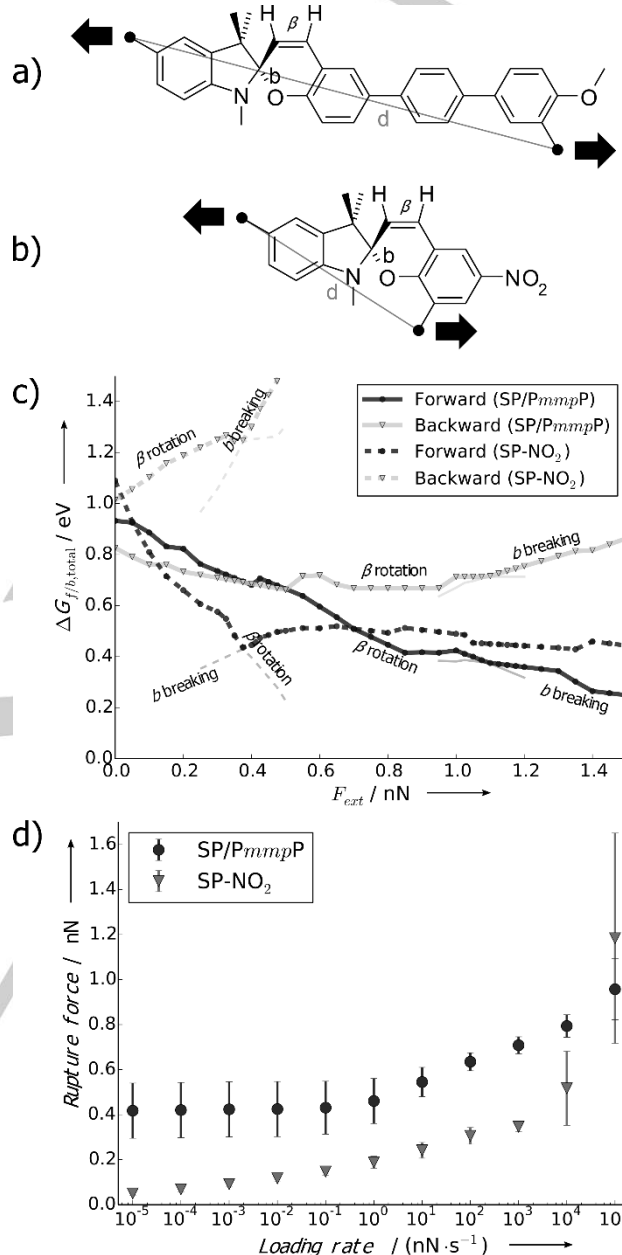 a)
H H
β
b
O
N
d
O
b)
H H
β
b
N
O
d
NO₂
c)
1.4
1.2
1.0
0.8
0.6
0.4
0.2
0.0
ΔG f/b,total / eV
Forward (SP/PmmpP)
Backward (SP/PmmpP)
Forward (SP-NO₂)
Backward (SP-NO₂)
β rotation
b breaking
b breaking
β rotation
β rotation
b breaking
β rotation
b breaking
0.0 0.2 0.4 0.6 0.8 1.0 1.2 1.4
F_ext / nN
d)
SP/PmmpP
SP-NO₂
1.6
1.4
1.2
1.0
0.8
0.6
0.4
0.2
0.0
Rupture force / nN
10⁻⁵ 10⁻⁴ 10⁻³ 10⁻² 10⁻¹ 10⁰ 10¹ 10² 10³ 10⁴ 10
Loading rate / (nN·s⁻¹)